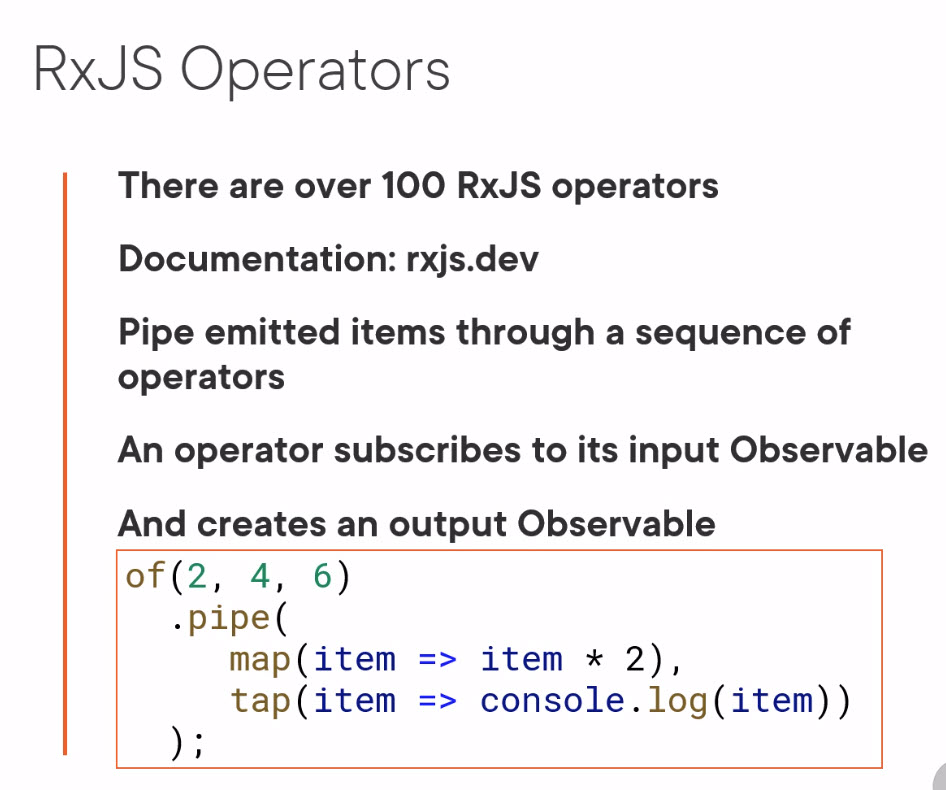 RxJS Operators
There are over 100 RxJS operators
Documentation: rxjs.dev
Pipe emitted items through a sequence of
operators
An operator subscribes to its input Observable
And creates an output Observable
of(2, 4, 6)
  .pipe(
     map(item => item * 2),
     tap(item => console.log(item))
  );